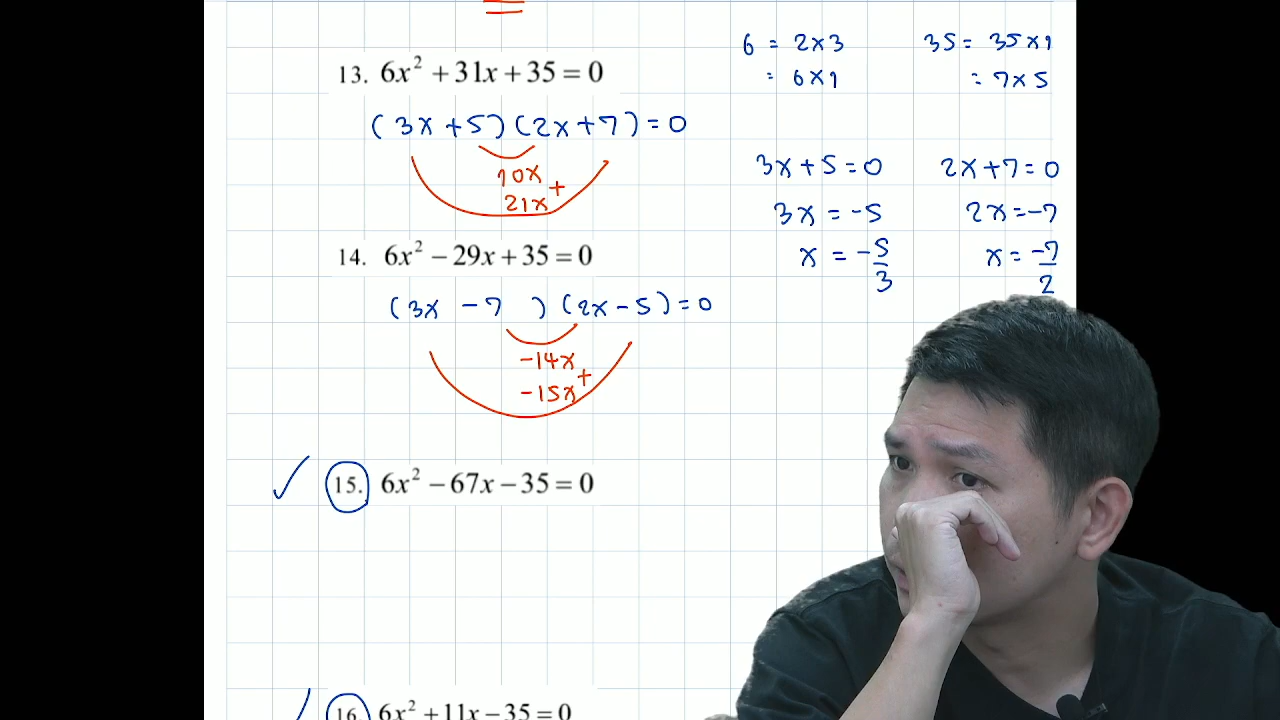 13. 6x² + 31x + 35 = 0
(3x + 5)(2x + 7) = 0
10x
+
21x
14. 6x² − 29x + 35 = 0
(3x − 7 )(2x − 5) = 0
−14x
+
−15x
15. 6x² − 67x − 35 = 0
16. 6x² + 11x − 35 = 0
6 = 2×3
= 6×1
35 = 35×1
= 7×5
3x + 5 = 0
3x = −5
x = −5/3
2x + 7 = 0
2x = −7
x = −7/2